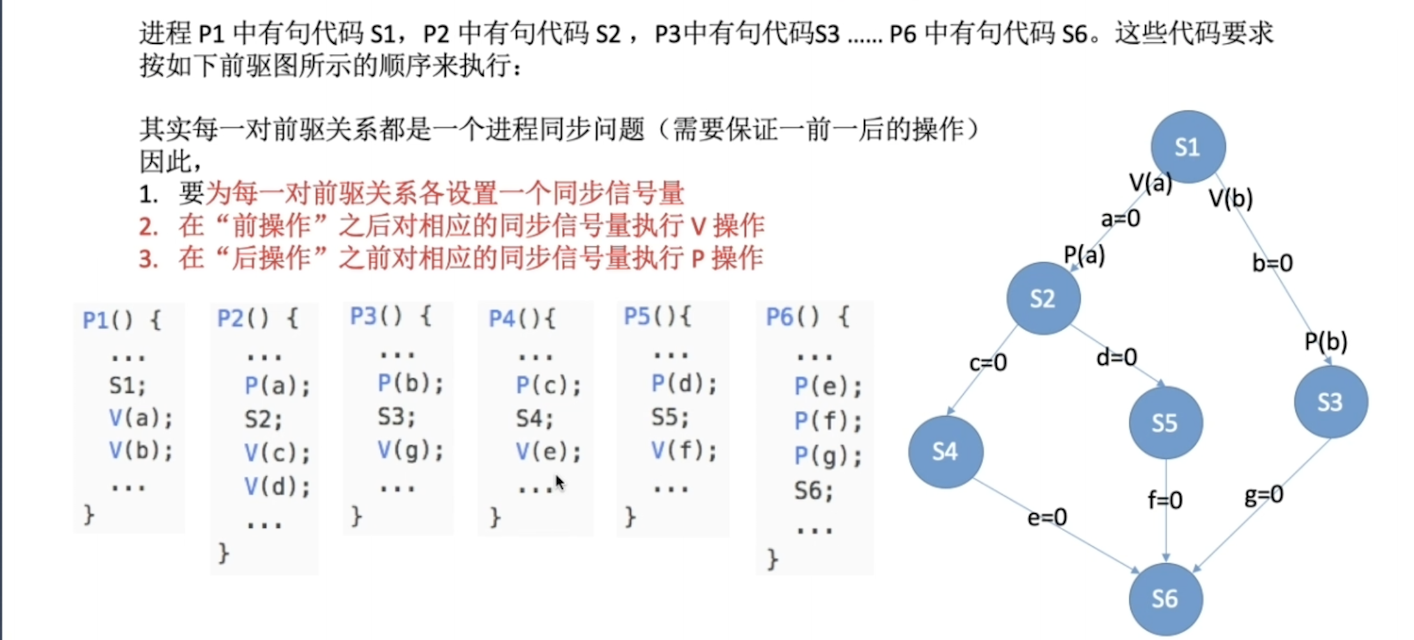 进程 P1 中有句代码 S1，P2 中有句代码 S2 ，P3中有句代码S3 ...... P6 中有句代码 S6。这些代码要求
按如下前驱图所示的顺序来执行：
其实每一对前驱关系都是一个进程同步问题（需要保证一前一后的操作）
因此，
1. 要为每一对前驱关系各设置一个同步信号量
2. 在“前操作”之后对相应的同步信号量执行 V 操作
3. 在“后操作”之前对相应的同步信号量执行 P 操作
P1() {
...
S1;
V(a);
V(b);
...
}
P2() {
...
P(a);
S2;
V(c);
V(d);
...
}
P3() {
...
P(b);
S3;
V(g);
...
}
P4(){
...
P(c);
S4;
V(e);
...
}
P5(){
...
P(d);
S5;
V(f);
...
}
P6() {
...
P(e);
P(f);
P(g);
S6;
...
}
S1
V(a)
V(b)
a=0
P(a)
b=0
S2
P(b)
c=0
d=0
S3
S5
S4
f=0
g=0
e=0
S6